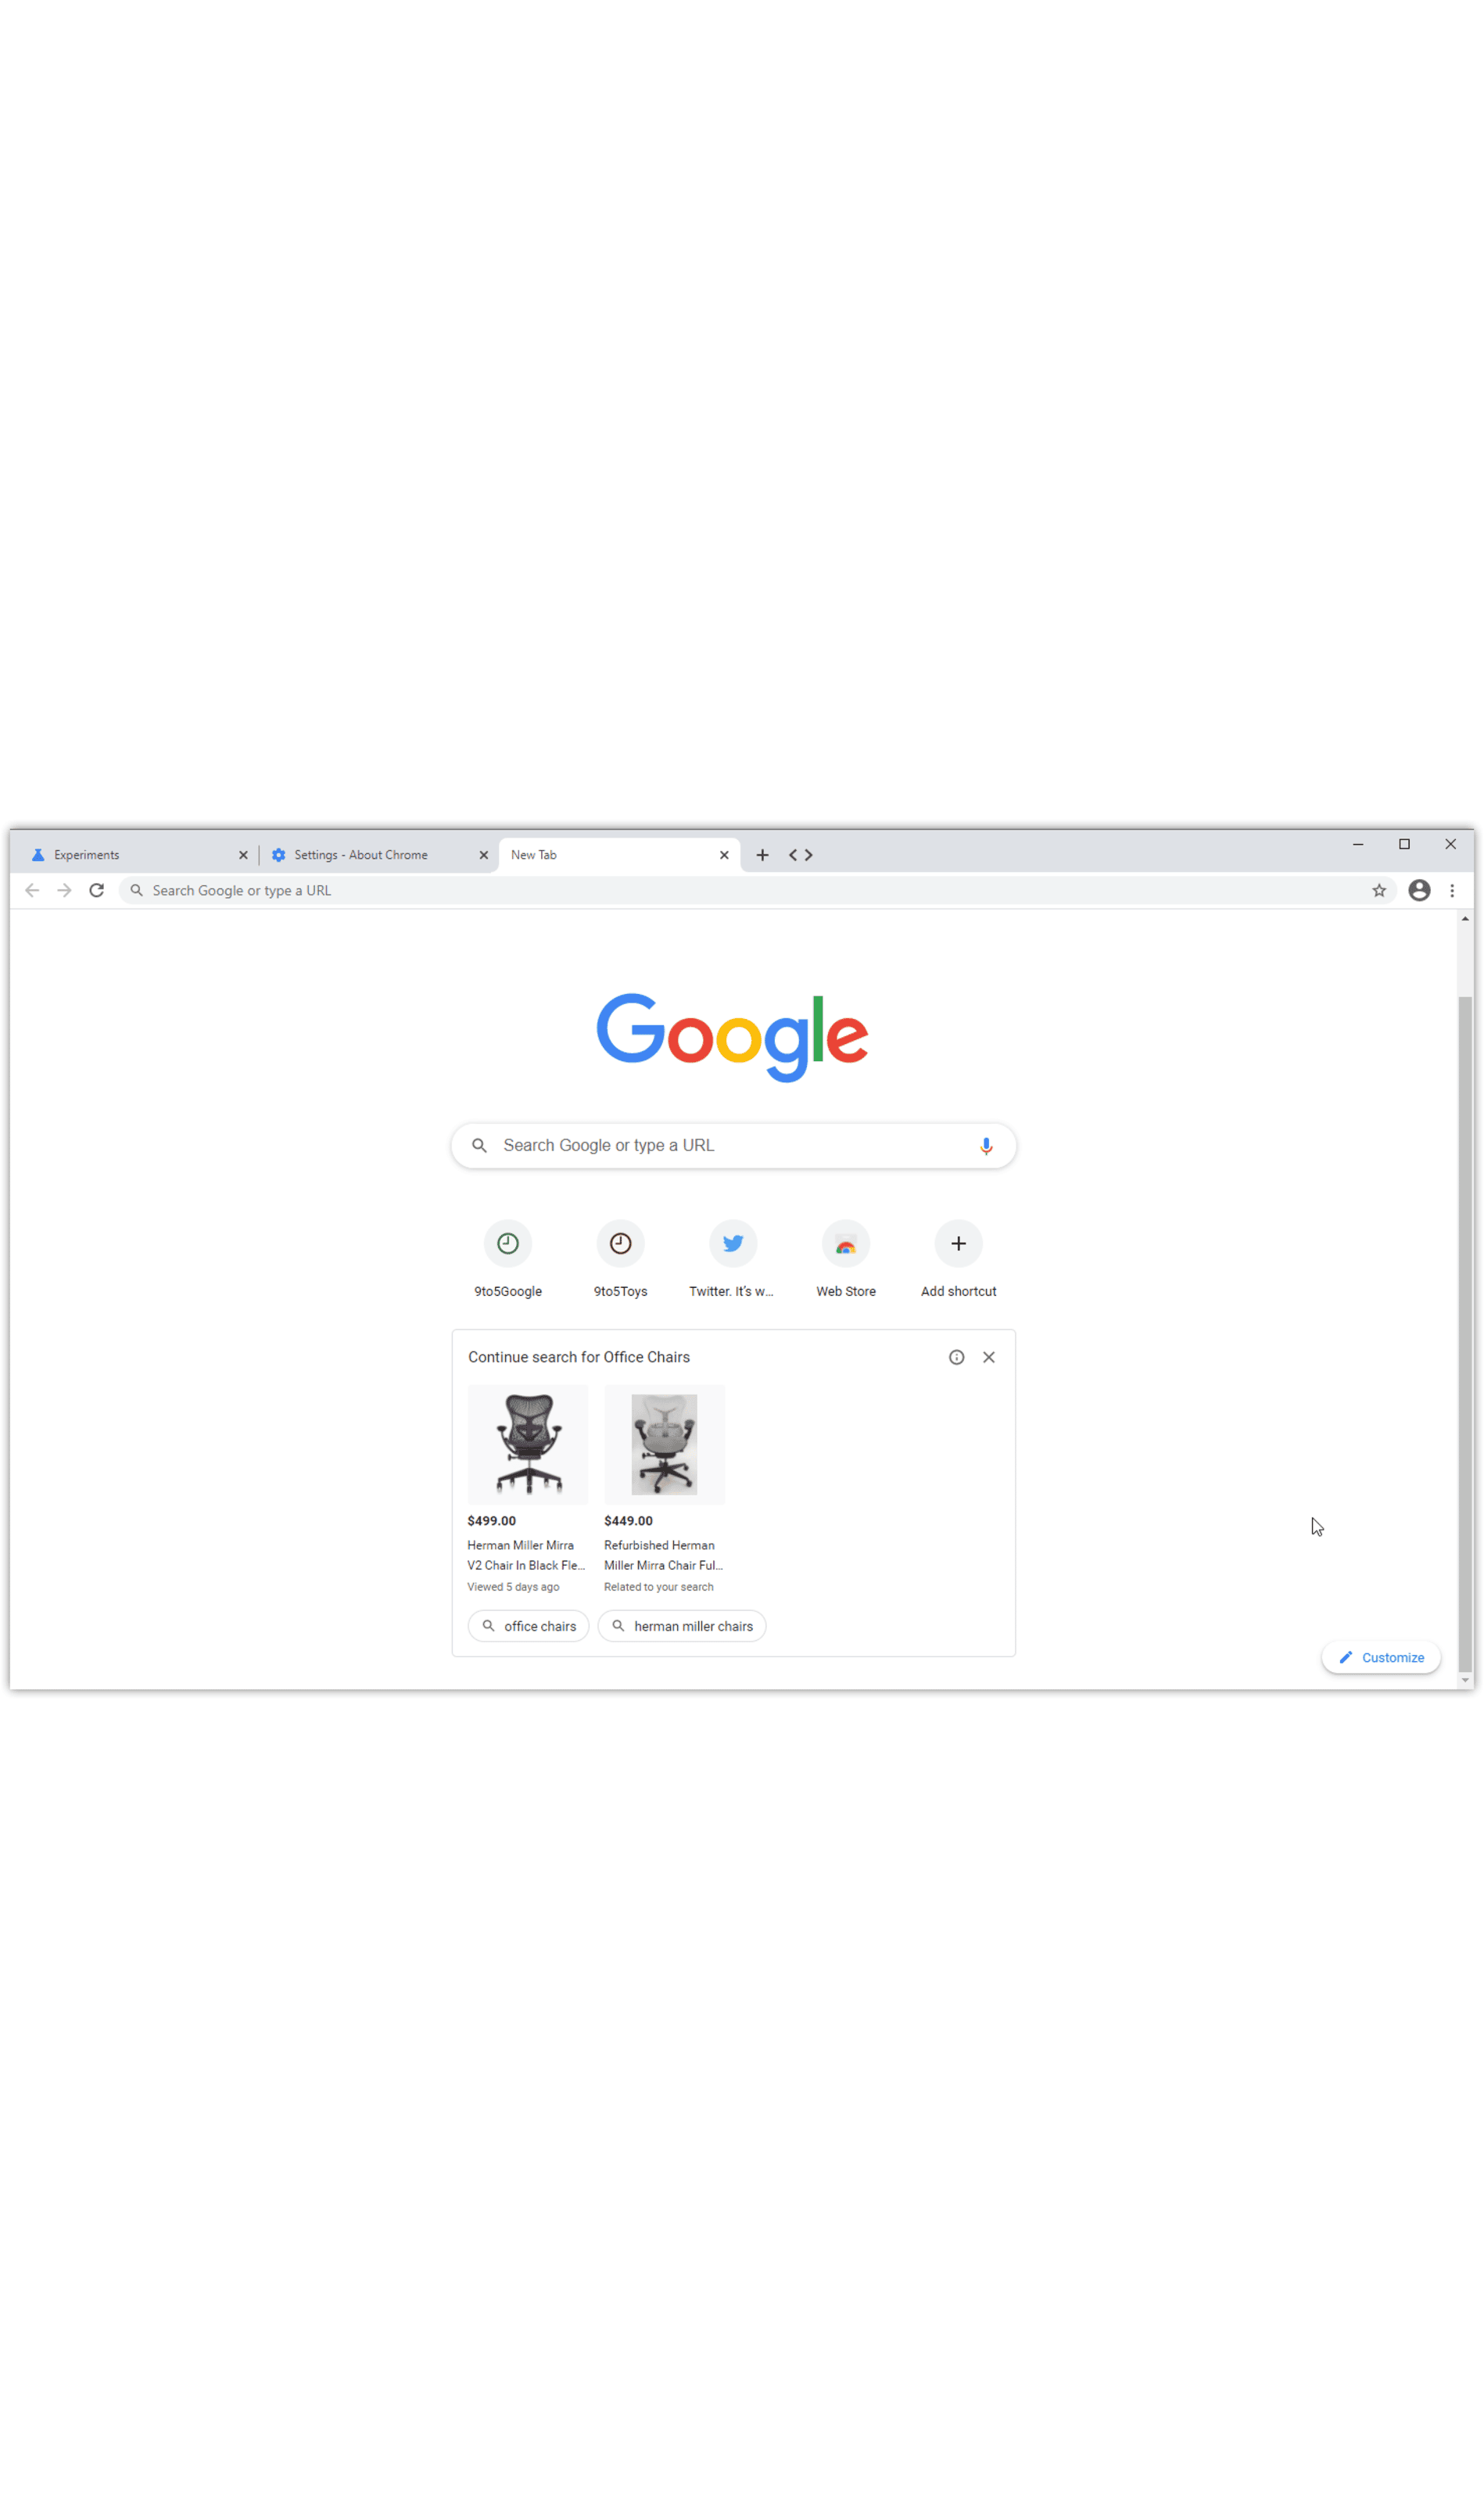 Experiments
Settings - About Chrome
New Tab
Search Google or type a URL
Google
Search Google or type a URL
9to5Google
9to5Toys
Twitter. It's w...
Web Store
Add shortcut
Continue search for Office Chairs
$499.00
Herman Miller Mirra
V2 Chair In Black Fle...
Viewed 5 days ago
$449.00
Refurbished Herman
Miller Mirra Chair Ful...
Related to your search
office chairs
herman miller chairs
Customize